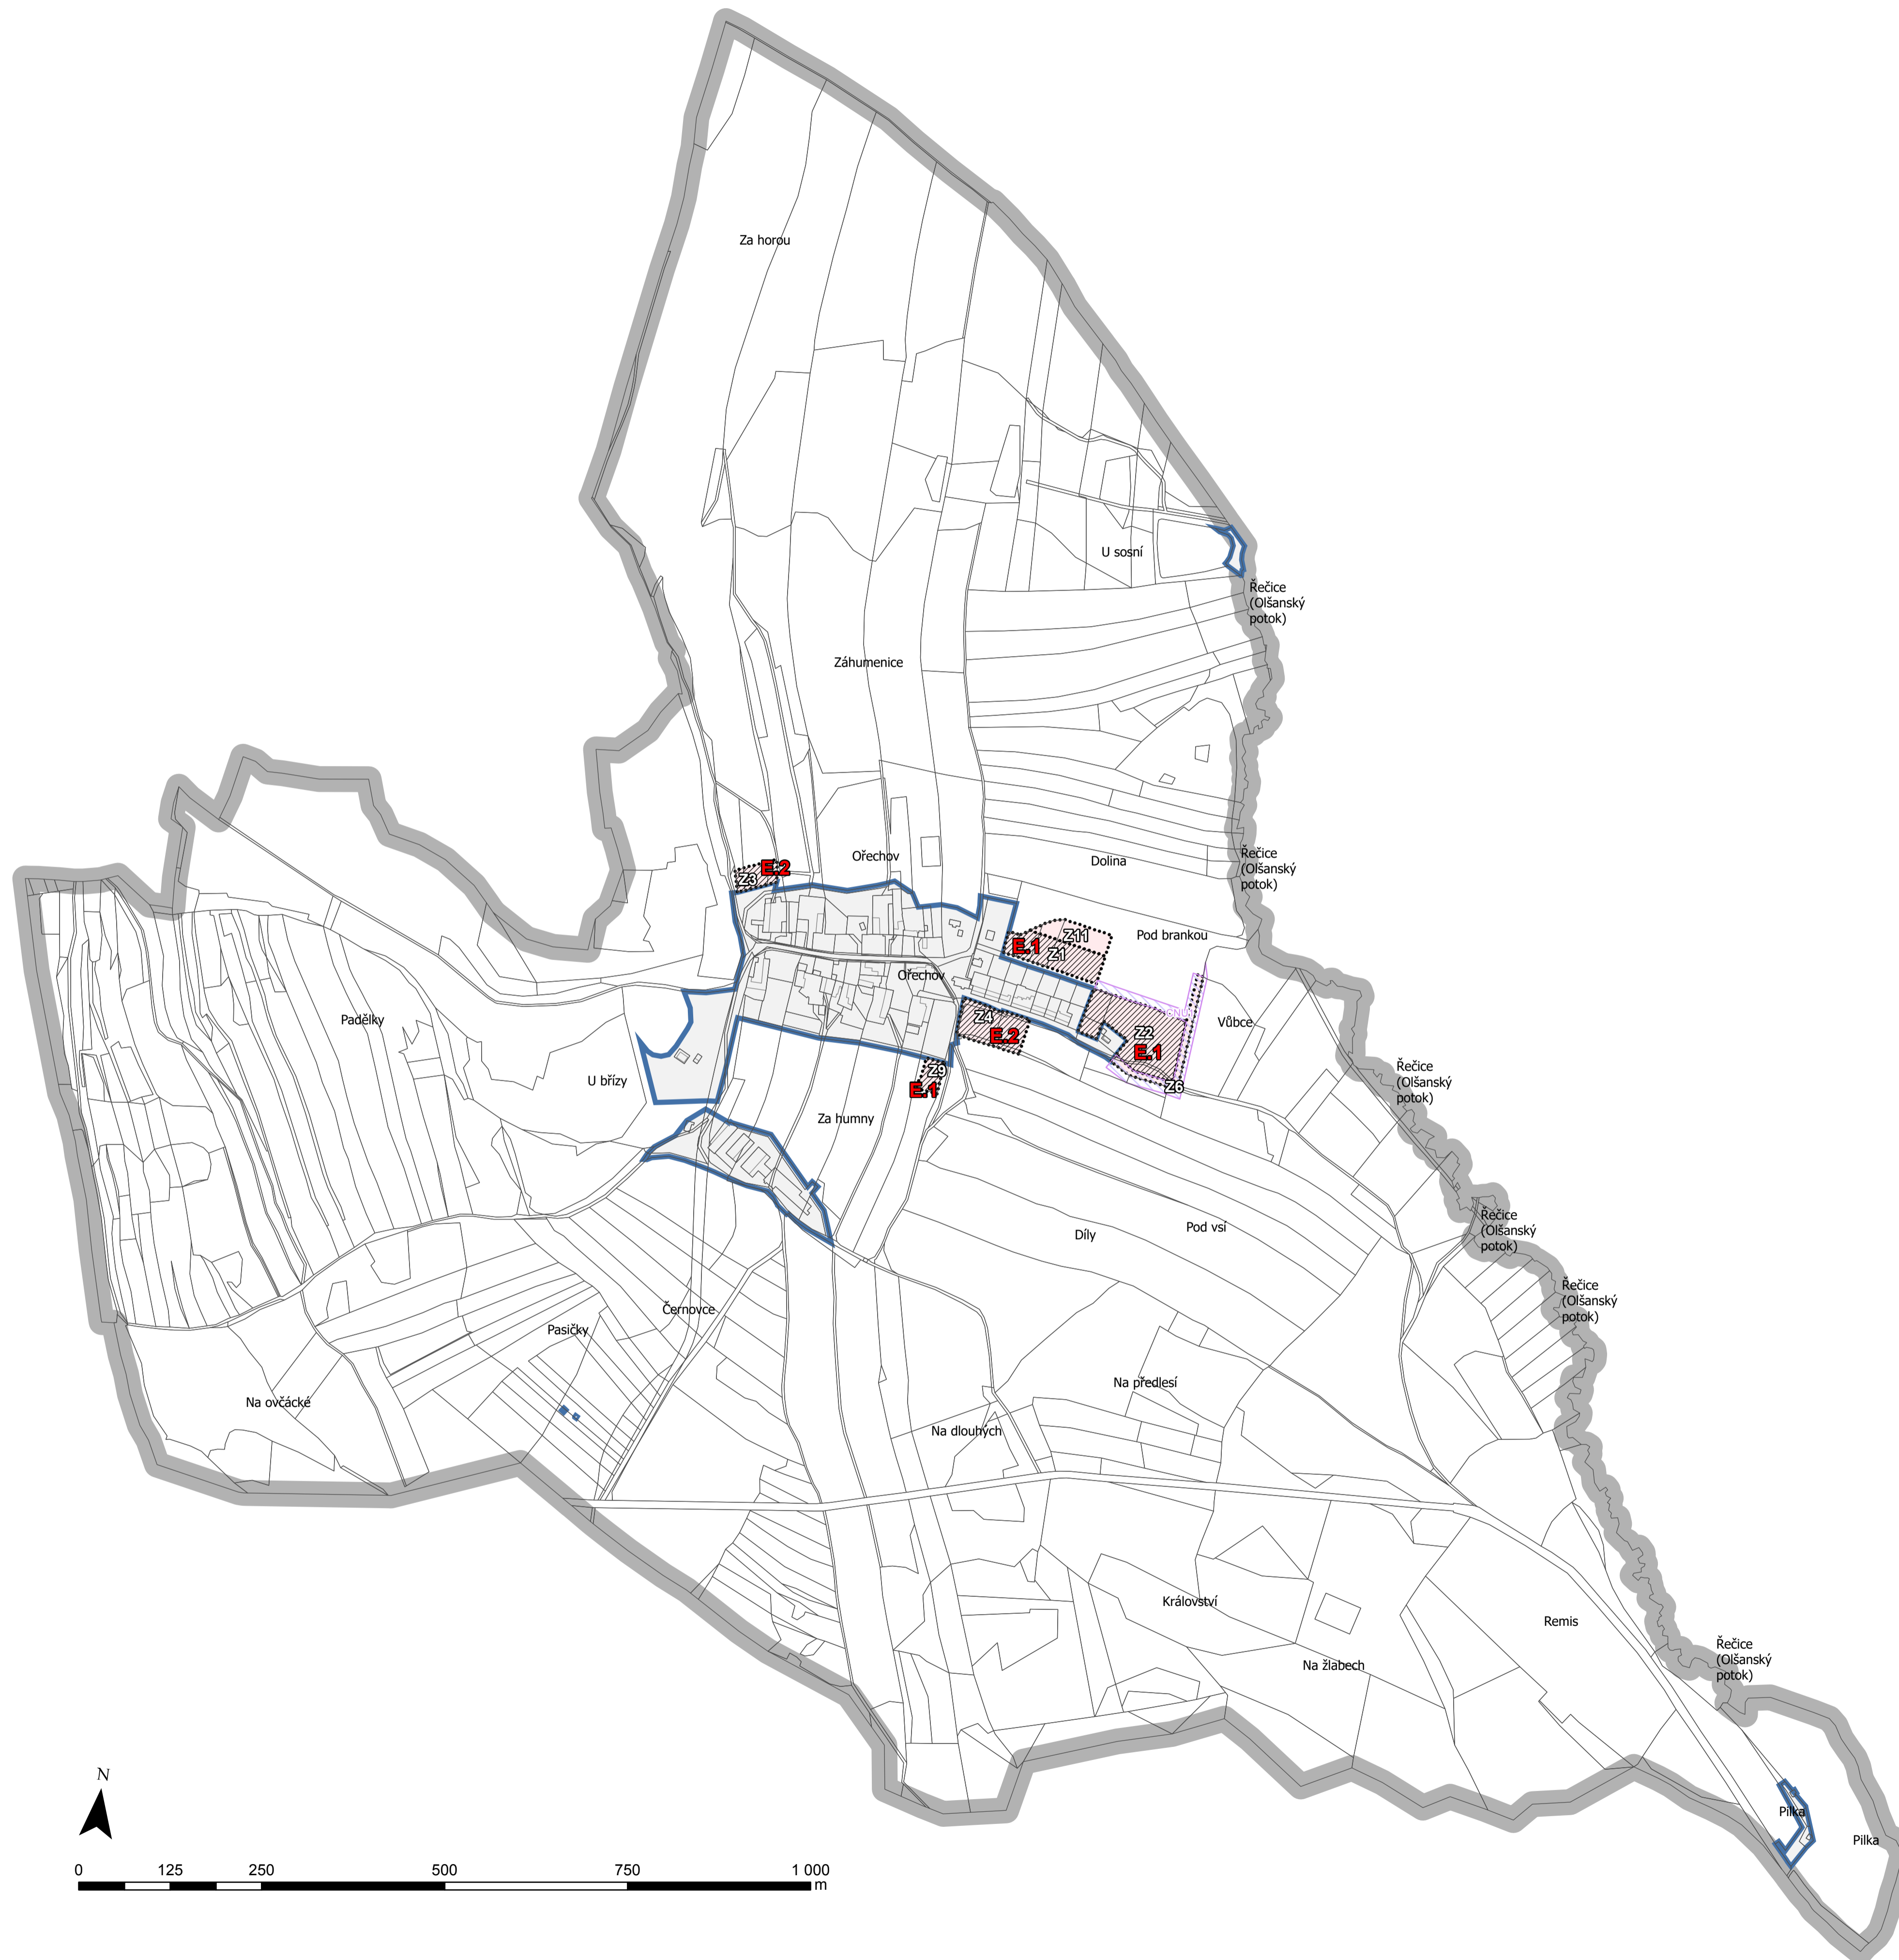 Za horou
U sosní
Řečice
(Olšanský
potok)
Záhumenice
E.2
Z3
Ořechov
Dolina
Řečice
(Olšanský
potok)
Z11
E.1
Z1
Pod brankou
Ořechov
Padělky
Z4
E.2
Z2
E.1
Vůbce
Z9
E.1
Z6
U břízy
Za humny
Řečice
(Olšanský
potok)
Díly
Pod vsí
Řečice
(Olšanský
potok)
Řečice
(Olšanský
potok)
Černovce
Pasičky
Na ovčácké
Na předlesí
Na dlouhých
Království
Remis
Na žlabech
Řečice
(Olšanský
potok)
N
Pilka
Pilka
0 125 250 500 750 1 000
m